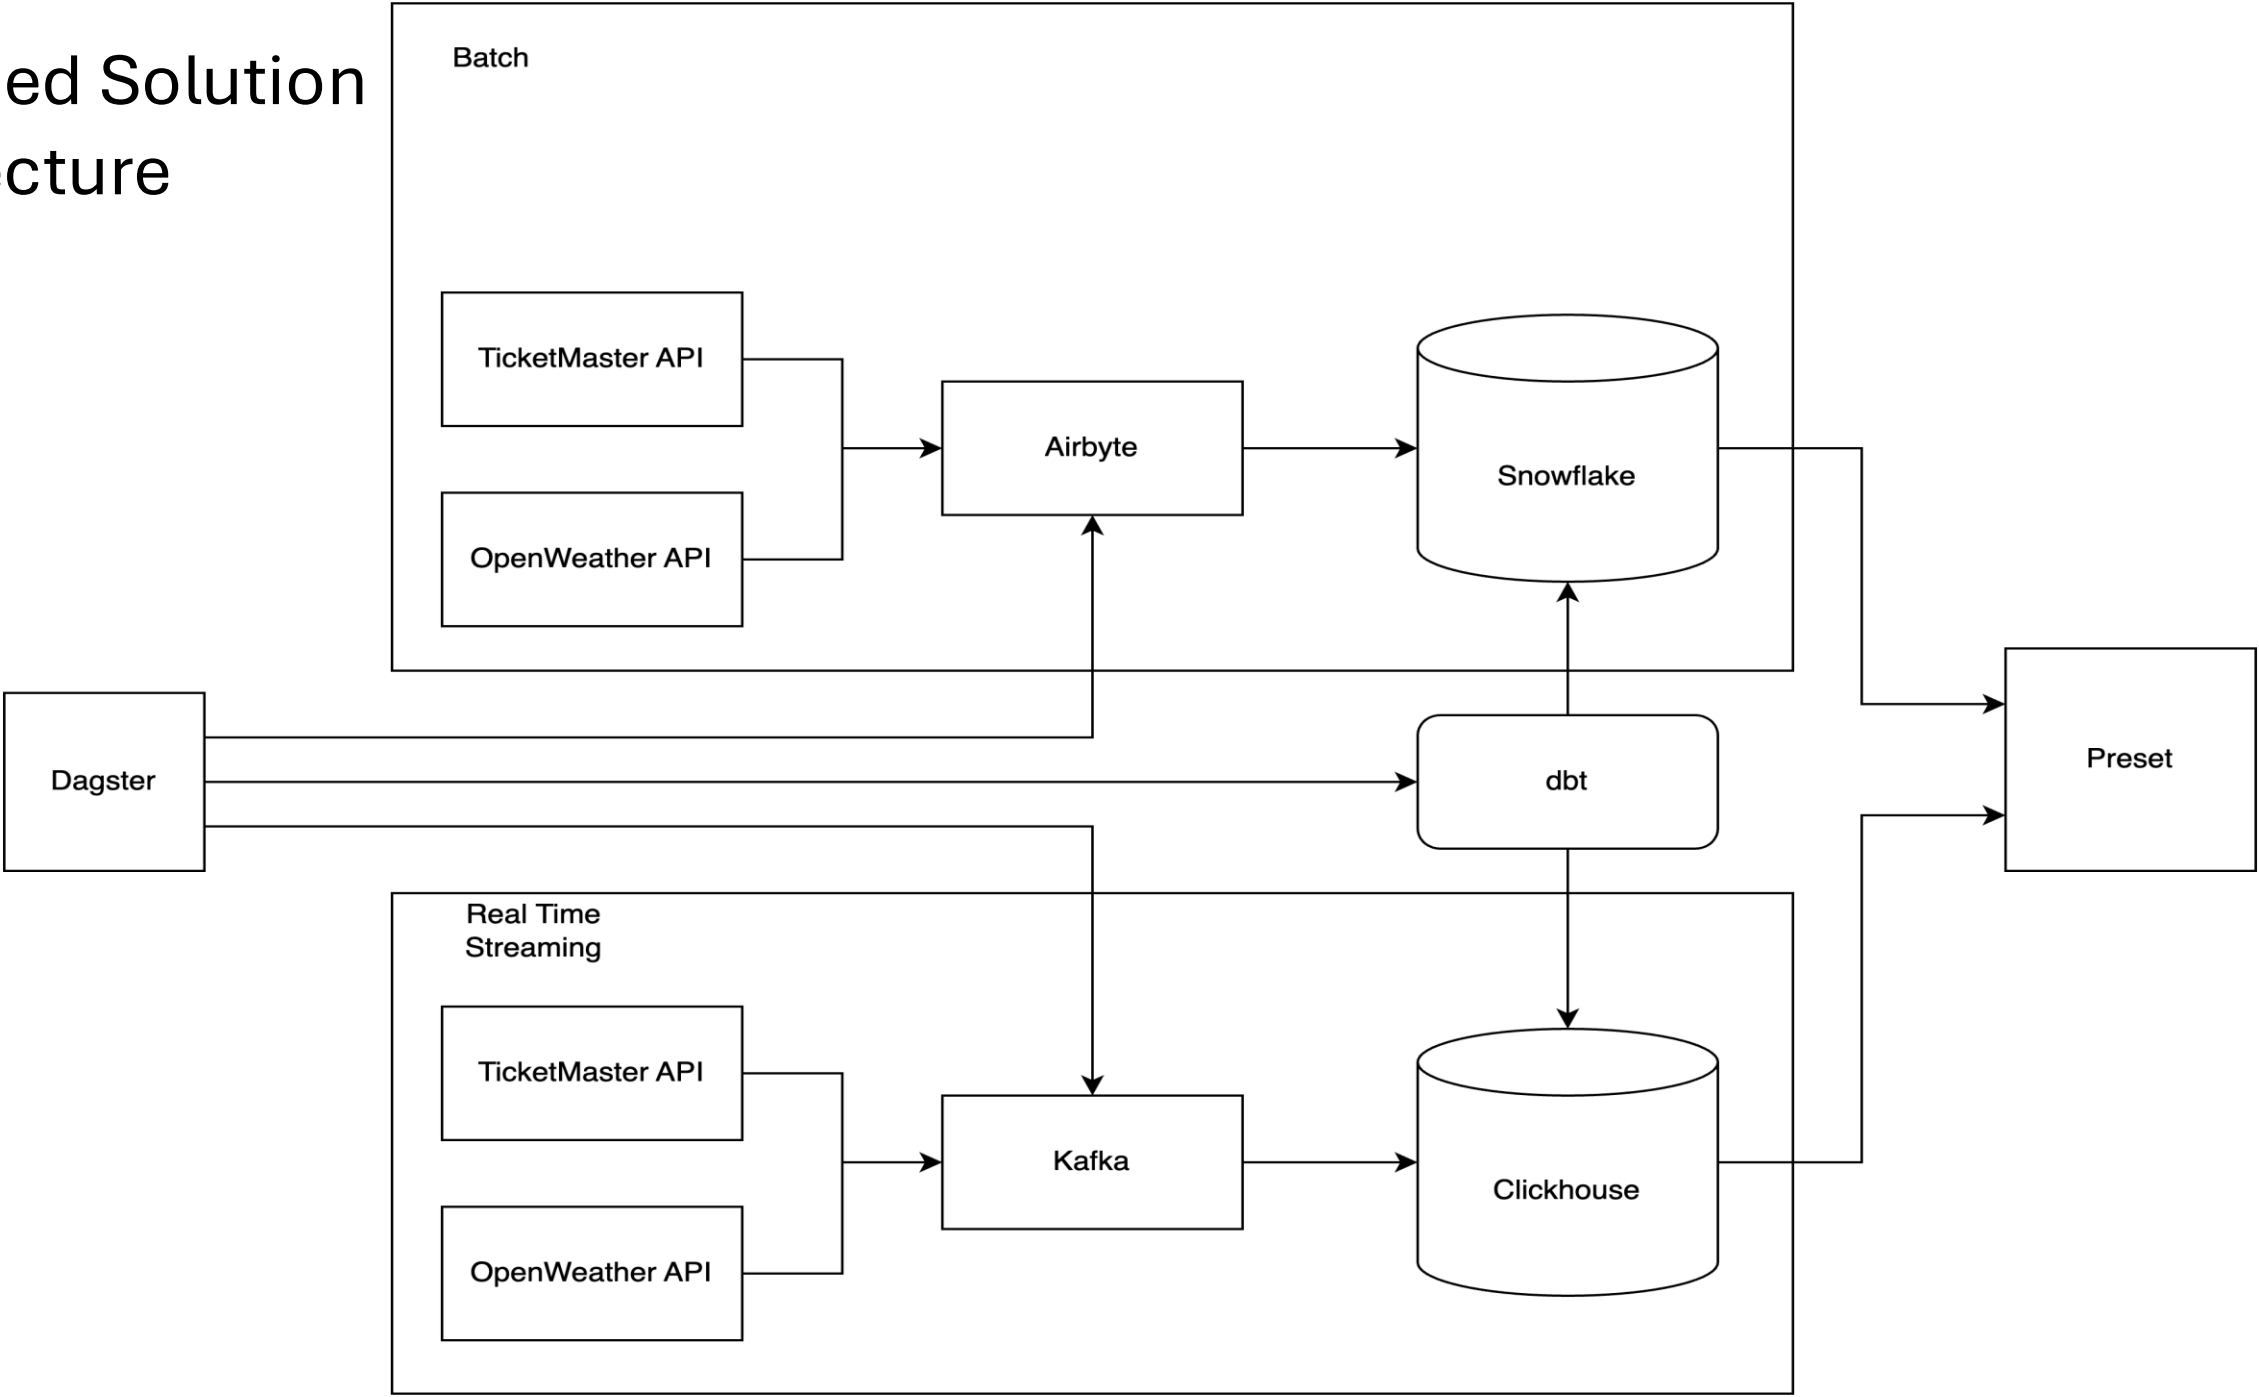 ed Solution
cture
Batch
TicketMaster API
OpenWeather API
Airbyte
Snowflake
Dagster
dbt
Preset
Real Time
Streaming
TicketMaster API
OpenWeather API
Kafka
Clickhouse